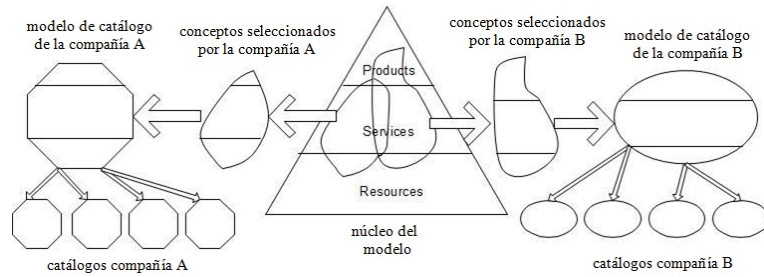 modelo de catálogo
de la compañía A
conceptos seleccionados
por la compañía A
Products
Services
Resources
núcleo del
modelo
conceptos seleccionados
por la compañía B
modelo de catálogo
de la compañía B
catálogos compañía A
catálogos compañía B